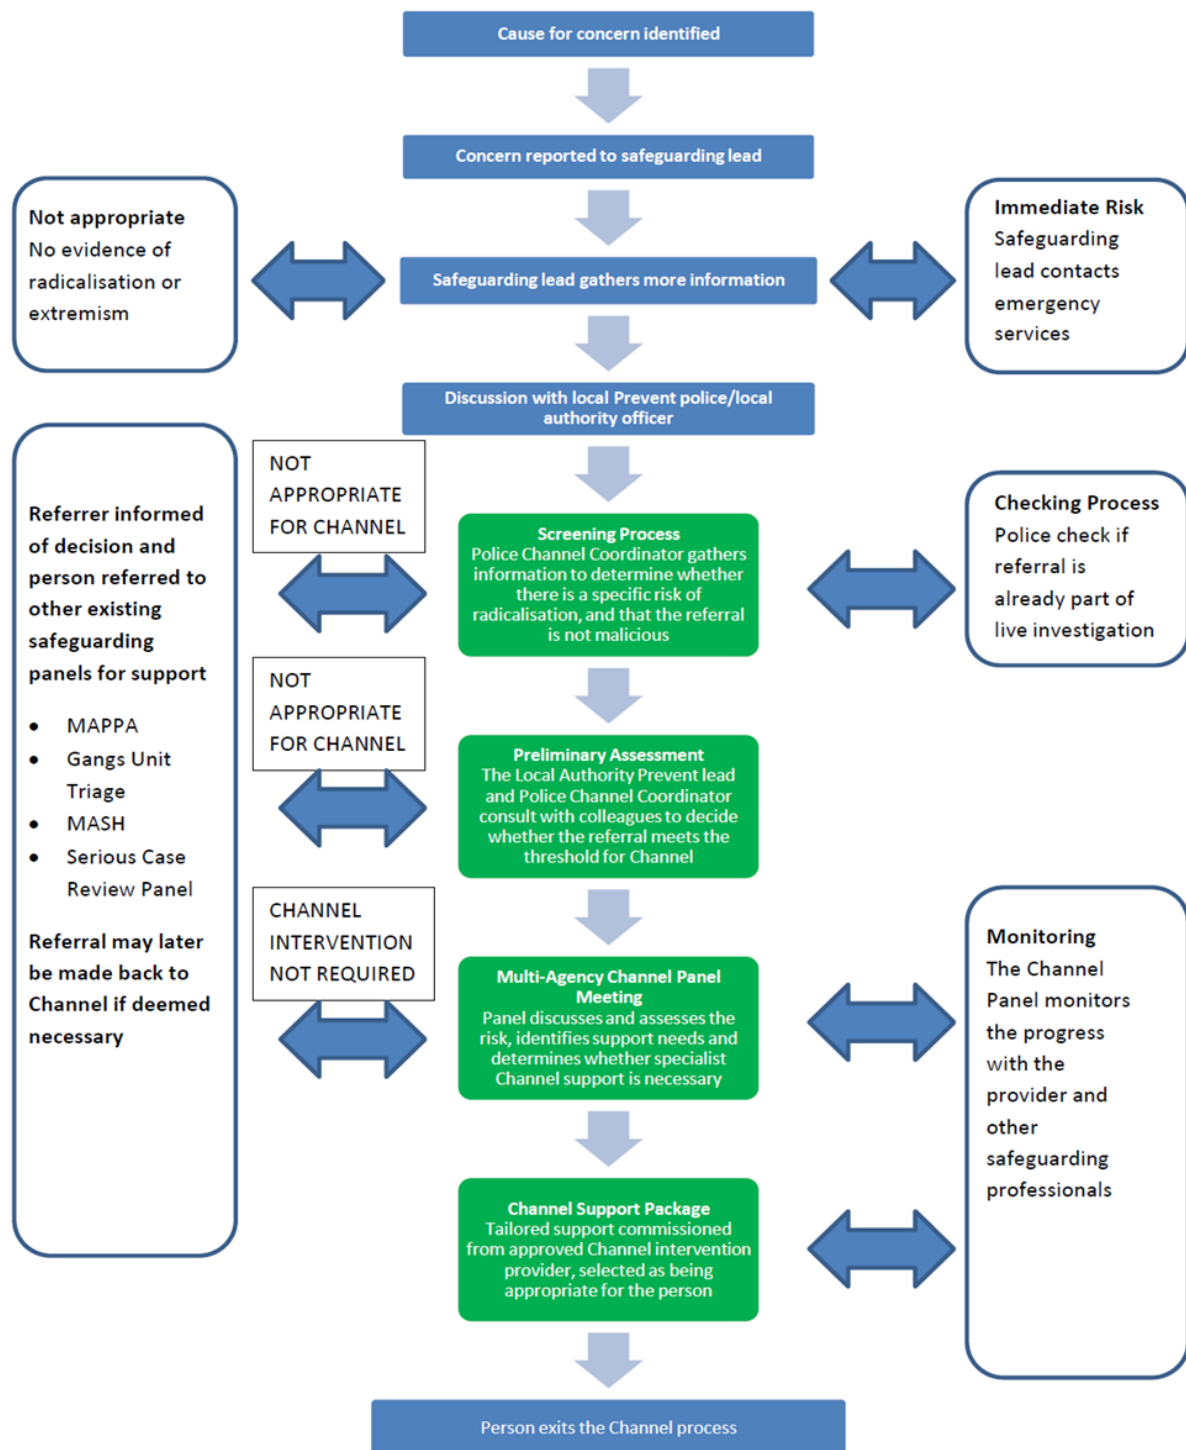 Cause for concern identified
Concern reported to safeguarding lead
Not appropriate
No evidence of
radicalisation or
extremism
Safeguarding lead gathers more information
Immediate Risk
Safeguarding
lead contacts
emergency
services
Discussion with local Prevent police/local
authority officer
Referrer informed
of decision and
person referred to
other existing
safeguarding
panels for support
• MAPPA
• Gangs Unit
Triage
• MASH
• Serious Case
Review Panel
Referral may later
be made back to
Channel if deemed
necessary
NOT
APPROPRIATE
FOR CHANNEL
Screening Process
Police Channel Coordinator gathers
information to determine whether
there is a specific risk of
radicalisation, and that the referral
is not malicious
Checking Process
Police check if
referral is
already part of
live investigation
NOT
APPROPRIATE
FOR CHANNEL
Preliminary Assessment
The Local Authority Prevent lead
and Police Channel Coordinator
consult with colleagues to decide
whether the referral meets the
threshold for Channel
CHANNEL
INTERVENTION
NOT REQUIRED
Multi-Agency Channel Panel
Meeting
Panel discusses and assesses the
risk, identifies support needs and
determines whether specialist
Channel support is necessary
Monitoring
The Channel
Panel monitors
the progress
with the
provider and
other
safeguarding
professionals
Channel Support Package
Tailored support commissioned
from approved Channel intervention
provider, selected as being
appropriate for the person
Person exits the Channel process